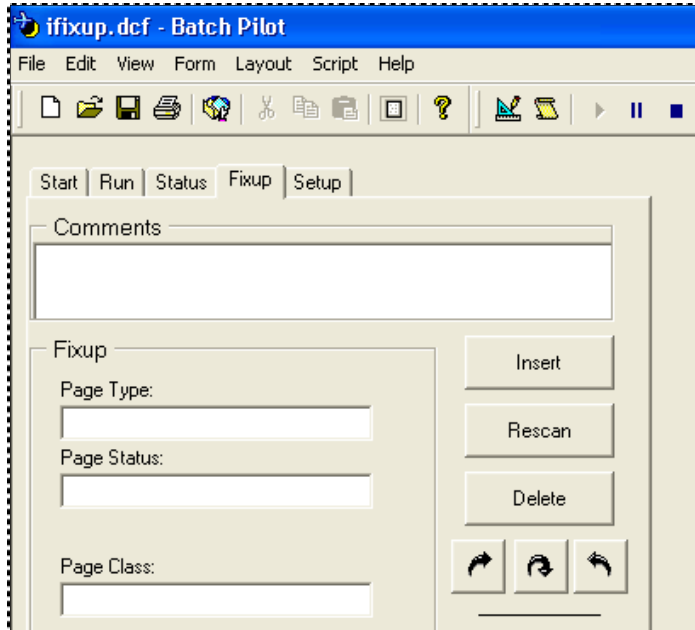 ifixup.dcf - Batch Pilot
File Edit View Form Layout Script Help
Start Run Status Fixup Setup
Comments
Fixup
Insert
Page Type:
Rescan
Page Status:
Delete
Page Class: